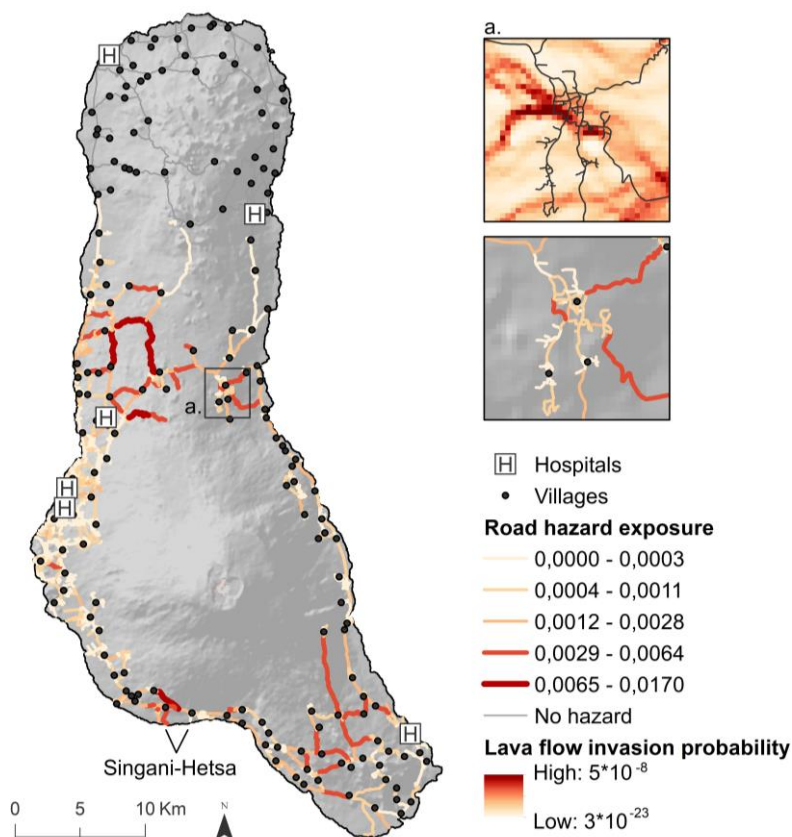 H
a.
H
a.
H
H
H
H
Singani-Hetsa
0 5 10 Km
N
H Hospitals
Villages
Road hazard exposure
0,0000 - 0,0003
0,0004 - 0,0011
0,0012 - 0,0028
0,0029 - 0,0064
0,0065 - 0,0170
No hazard
Lava flow invasion probability
High: 5*10⁻⁸
Low: 3*10⁻²³